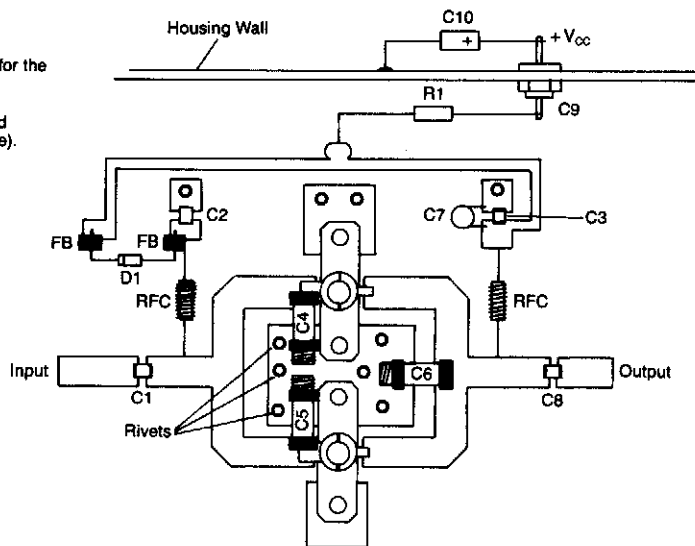 Housing Wall
C10
+
+ VCC
for the
d
e).
R1
C9
C2
C7
C3
FB
FB
D1
RFC
RFC
C4
Input
C6
Output
C1
C8
Rivets
C5